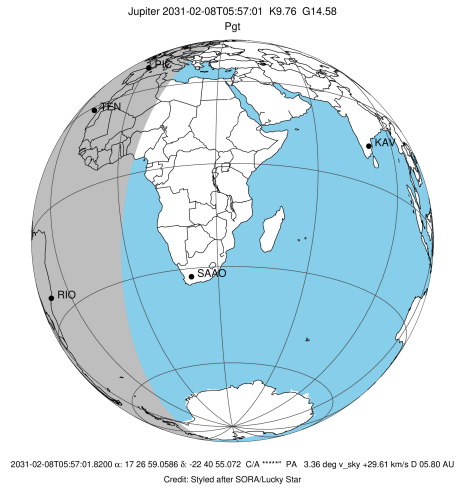 Jupiter 2031-02-08T05:57:01 K9.76 G14.58
Pgt
PIC
TEN
KAV
SAAO
RIO
2031-02-08T05:57:01.8200 α: 17 26 59.0586 δ: -22 40 55.072 C/A *****" PA 3.36 deg v_sky +29.61 km/s D 05.80 AU
Credit: Styled after SORA/Lucky Star